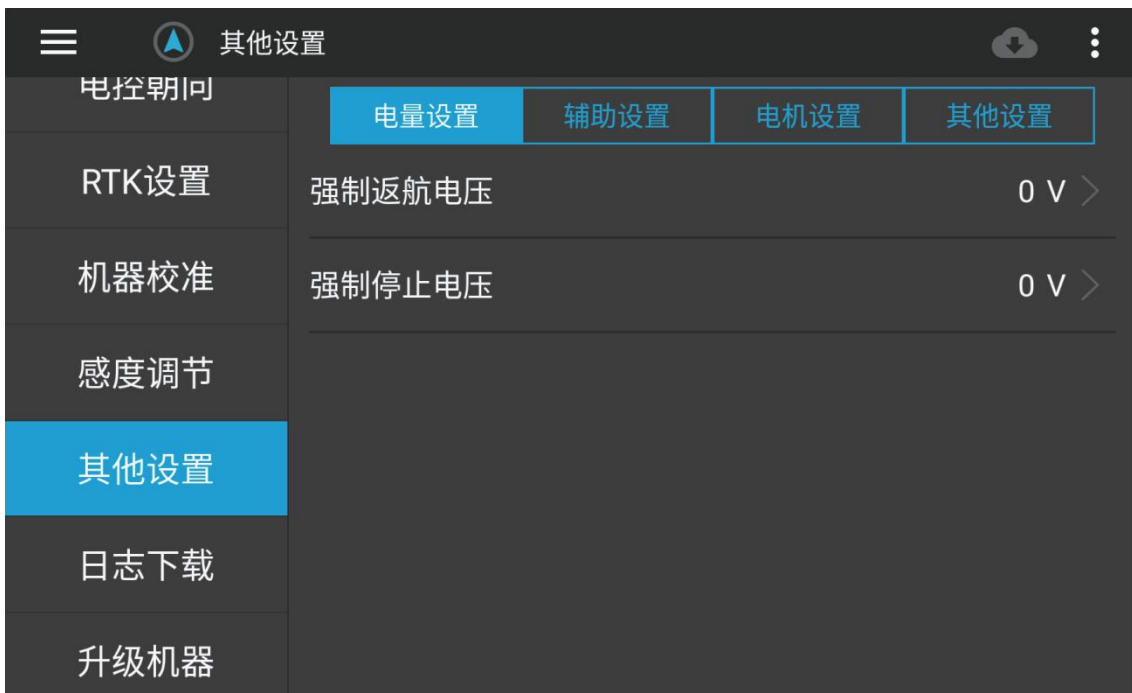 其他设置
电控朝向
RTK设置
机器校准
感度调节
其他设置
日志下载
升级机器
电量设置 辅助设置 电机设置 其他设置
强制返航电压 0 V
强制停止电压 0 V